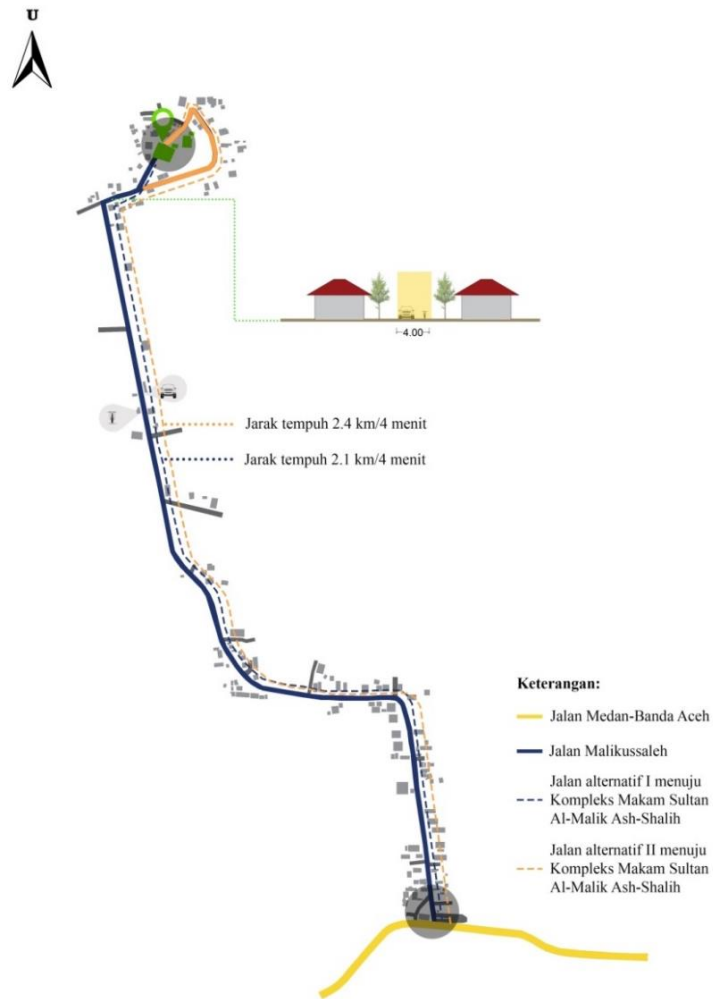 U
4.00
Jarak tempuh 2.4 km/4 menit
Jarak tempuh 2.1 km/4 menit
Keterangan:
Jalan Medan-Banda Aceh
Jalan Malikussaleh
Jalan alternatif I menuju
Kompleks Makam Sultan
Al-Malik Ash-Shalih
Jalan alternatif II menuju
Kompleks Makam Sultan
Al-Malik Ash-Shalih